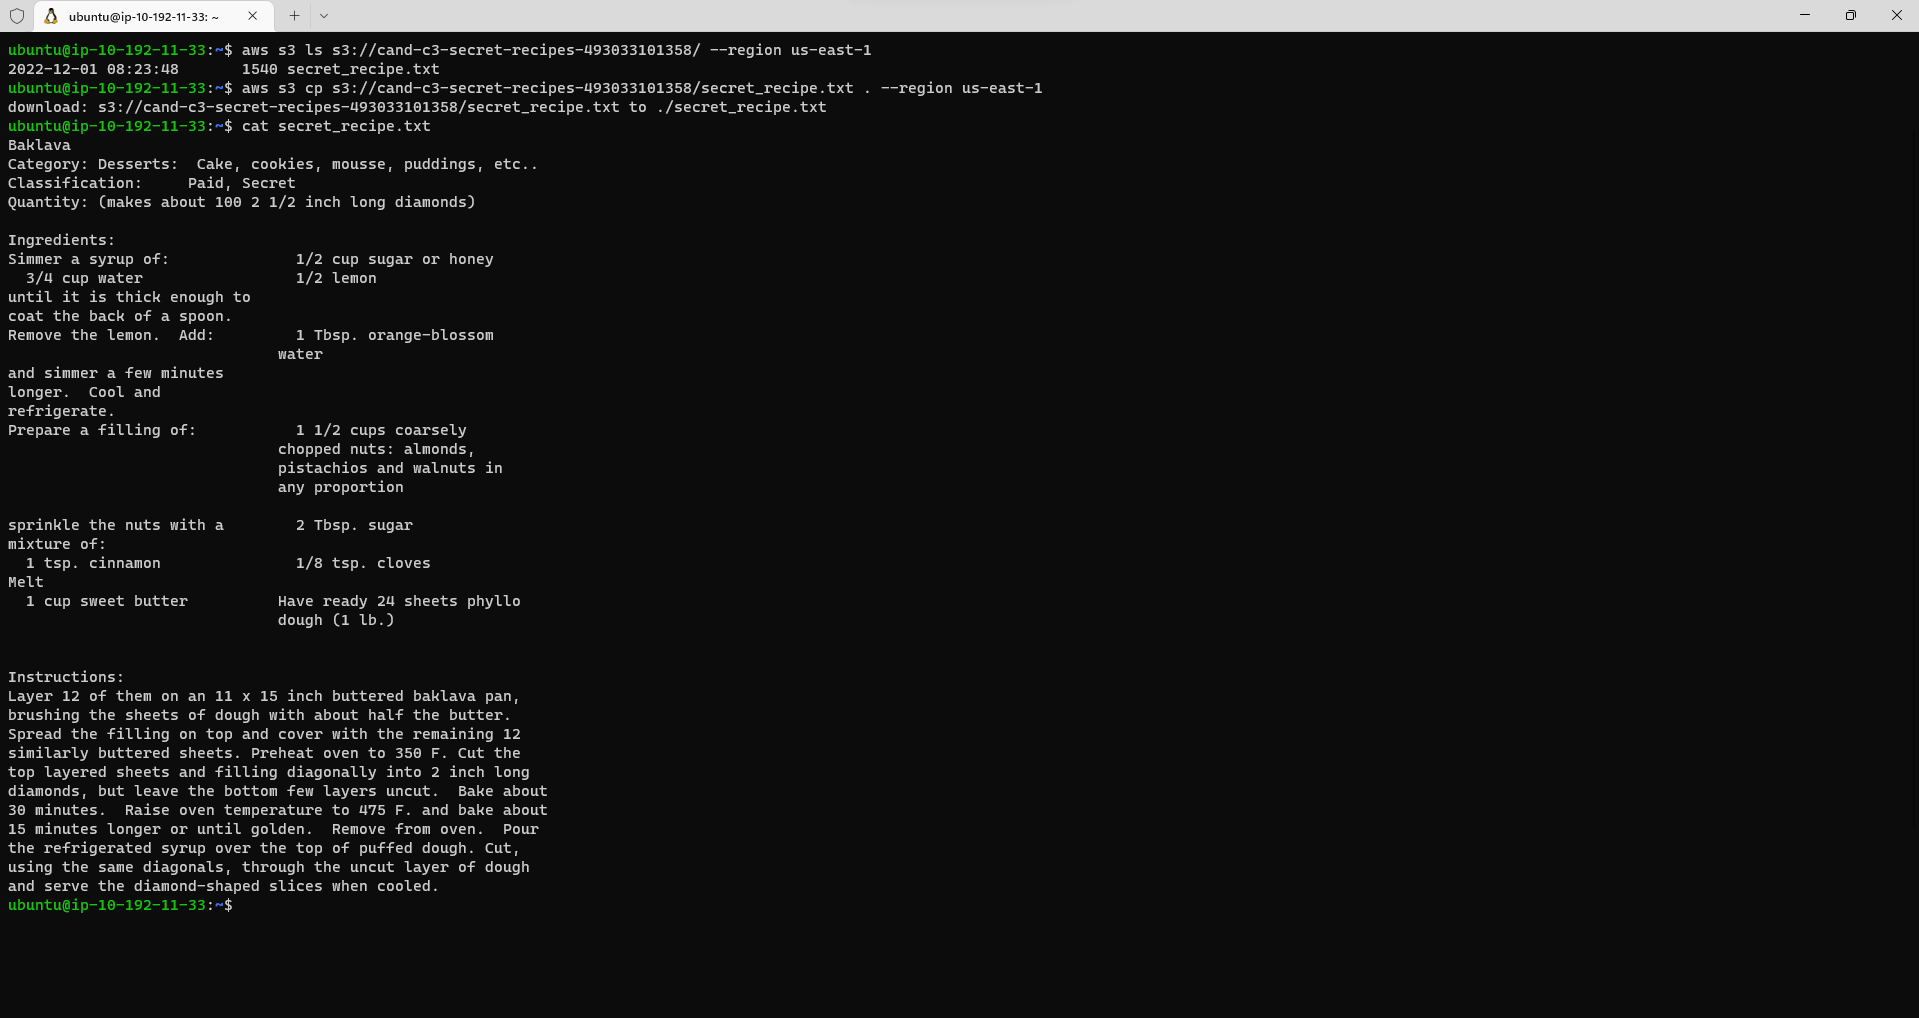 ubuntu@ip-10-192-11-33: ~
ubuntu@ip-10-192-11-33:~$ aws s3 ls s3://cand-c3-secret-recipes-493033101358/ --region us-east-1
2022-12-01 08:23:48       1540 secret_recipe.txt
ubuntu@ip-10-192-11-33:~$ aws s3 cp s3://cand-c3-secret-recipes-493033101358/secret_recipe.txt . --region us-east-1
download: s3://cand-c3-secret-recipes-493033101358/secret_recipe.txt to ./secret_recipe.txt
ubuntu@ip-10-192-11-33:~$ cat secret_recipe.txt
Baklava
Category: Desserts:  Cake, cookies, mousse, puddings, etc..
Classification:     Paid, Secret
Quantity: (makes about 100 2 1/2 inch long diamonds)

Ingredients:
Simmer a syrup of:              1/2 cup sugar or honey
  3/4 cup water                 1/2 lemon
until it is thick enough to
coat the back of a spoon.
Remove the lemon.  Add:         1 Tbsp. orange-blossom
                              water
and simmer a few minutes
longer.  Cool and
refrigerate.
Prepare a filling of:           1 1/2 cups coarsely
                              chopped nuts: almonds,
                              pistachios and walnuts in
                              any proportion

sprinkle the nuts with a        2 Tbsp. sugar
mixture of:
  1 tsp. cinnamon               1/8 tsp. cloves
Melt
  1 cup sweet butter          Have ready 24 sheets phyllo
                              dough (1 lb.)

Instructions:
Layer 12 of them on an 11 x 15 inch buttered baklava pan,
brushing the sheets of dough with about half the butter.
Spread the filling on top and cover with the remaining 12
similarly buttered sheets. Preheat oven to 350 F. Cut the
top layered sheets and filling diagonally into 2 inch long
diamonds, but leave the bottom few layers uncut.  Bake about
30 minutes.  Raise oven temperature to 475 F. and bake about
15 minutes longer or until golden.  Remove from oven.  Pour
the refrigerated syrup over the top of puffed dough. Cut,
using the same diagonals, through the uncut layer of dough
and serve the diamond-shaped slices when cooled.
ubuntu@ip-10-192-11-33:~$